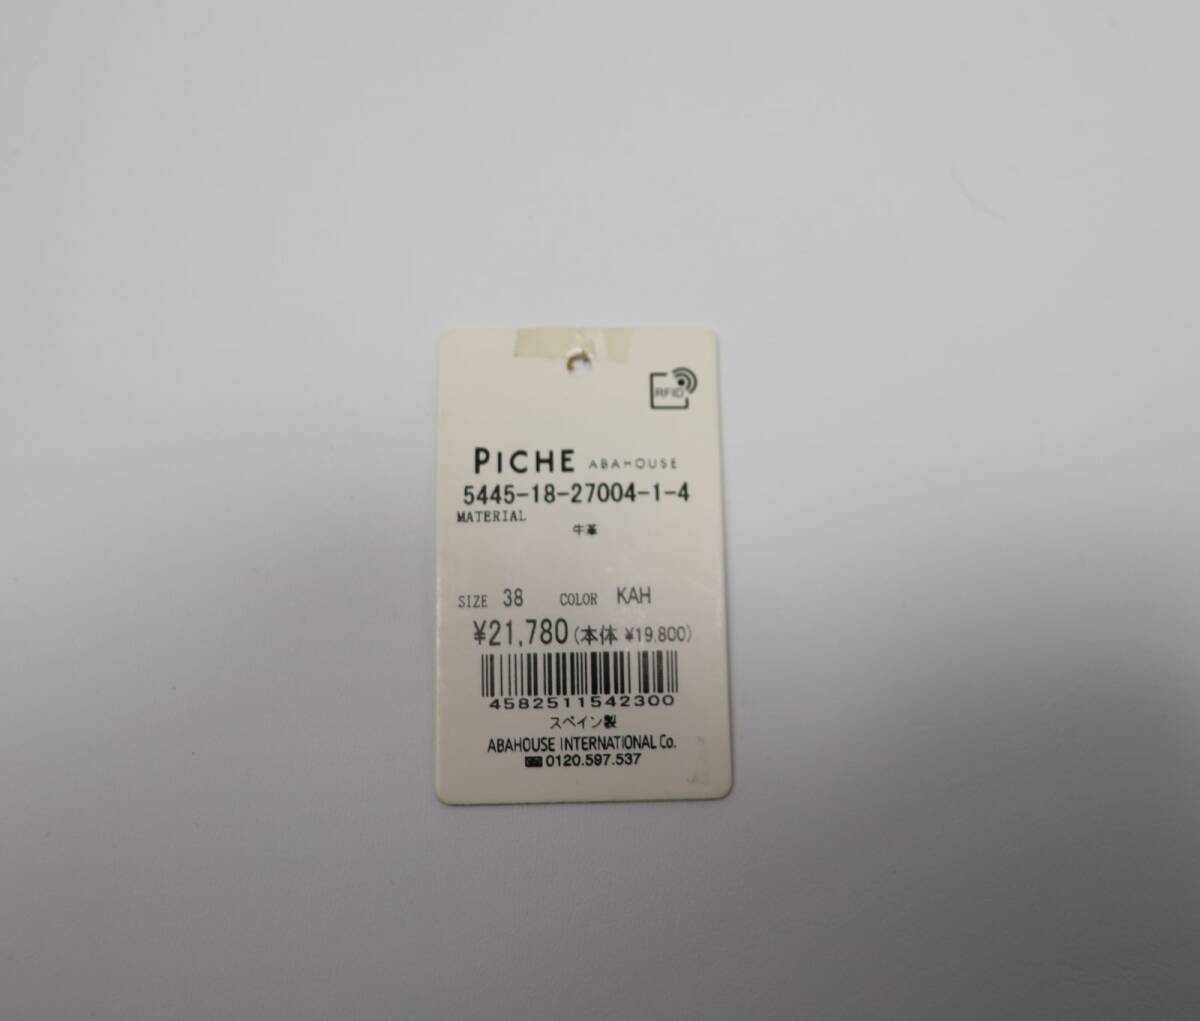 RFID
PICHE ABAHOUSE
5445-18-27004-1-4
MATERIAL
牛革
SIZE 38 COLOR KAH
¥21,780(本体 ¥19.800)
4582511542300
スペイン製
ABAHOUSE INTERNATIONAL Co.
0120.597.537